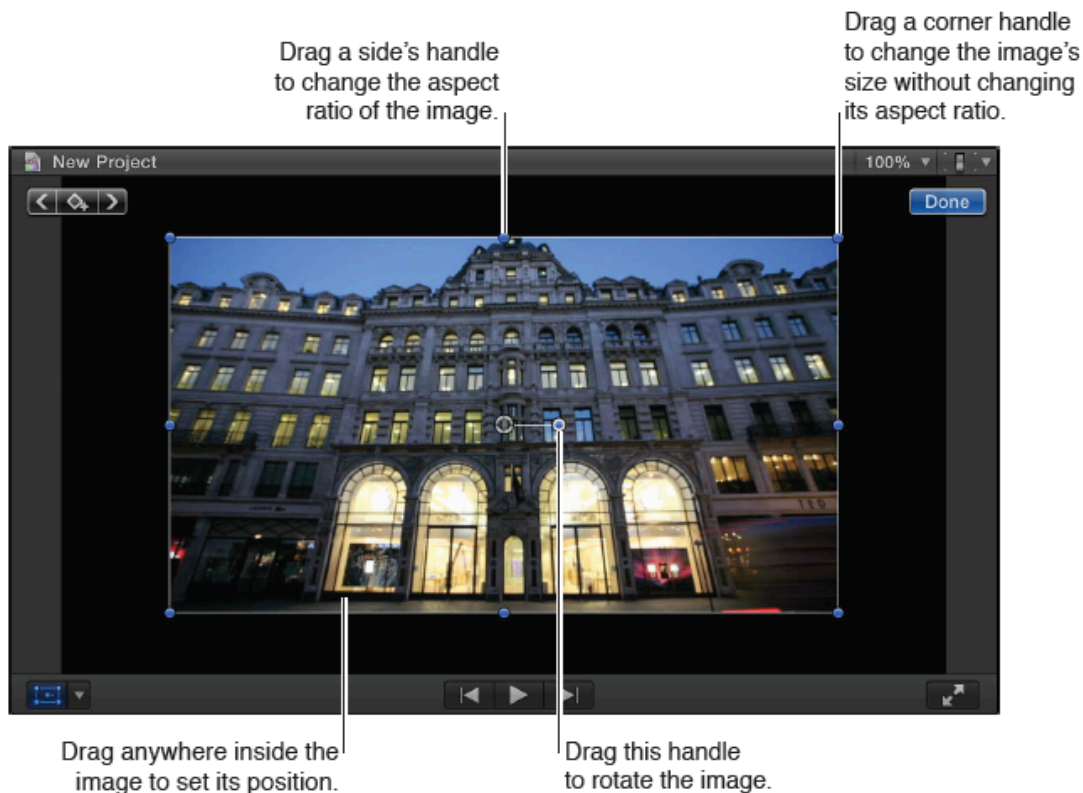 Drag a side’s handle
to change the aspect
ratio of the image.
Drag a corner handle
to change the image’s
size without changing
its aspect ratio.
New Project
100%
Done
TED
Drag anywhere inside the
image to set its position.
Drag this handle
to rotate the image.